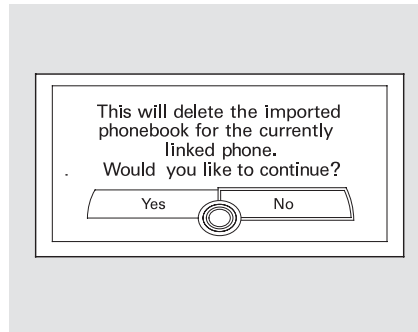 This will delete the imported
phonebook for the currently
linked phone.
Would you like to continue?
Yes
No